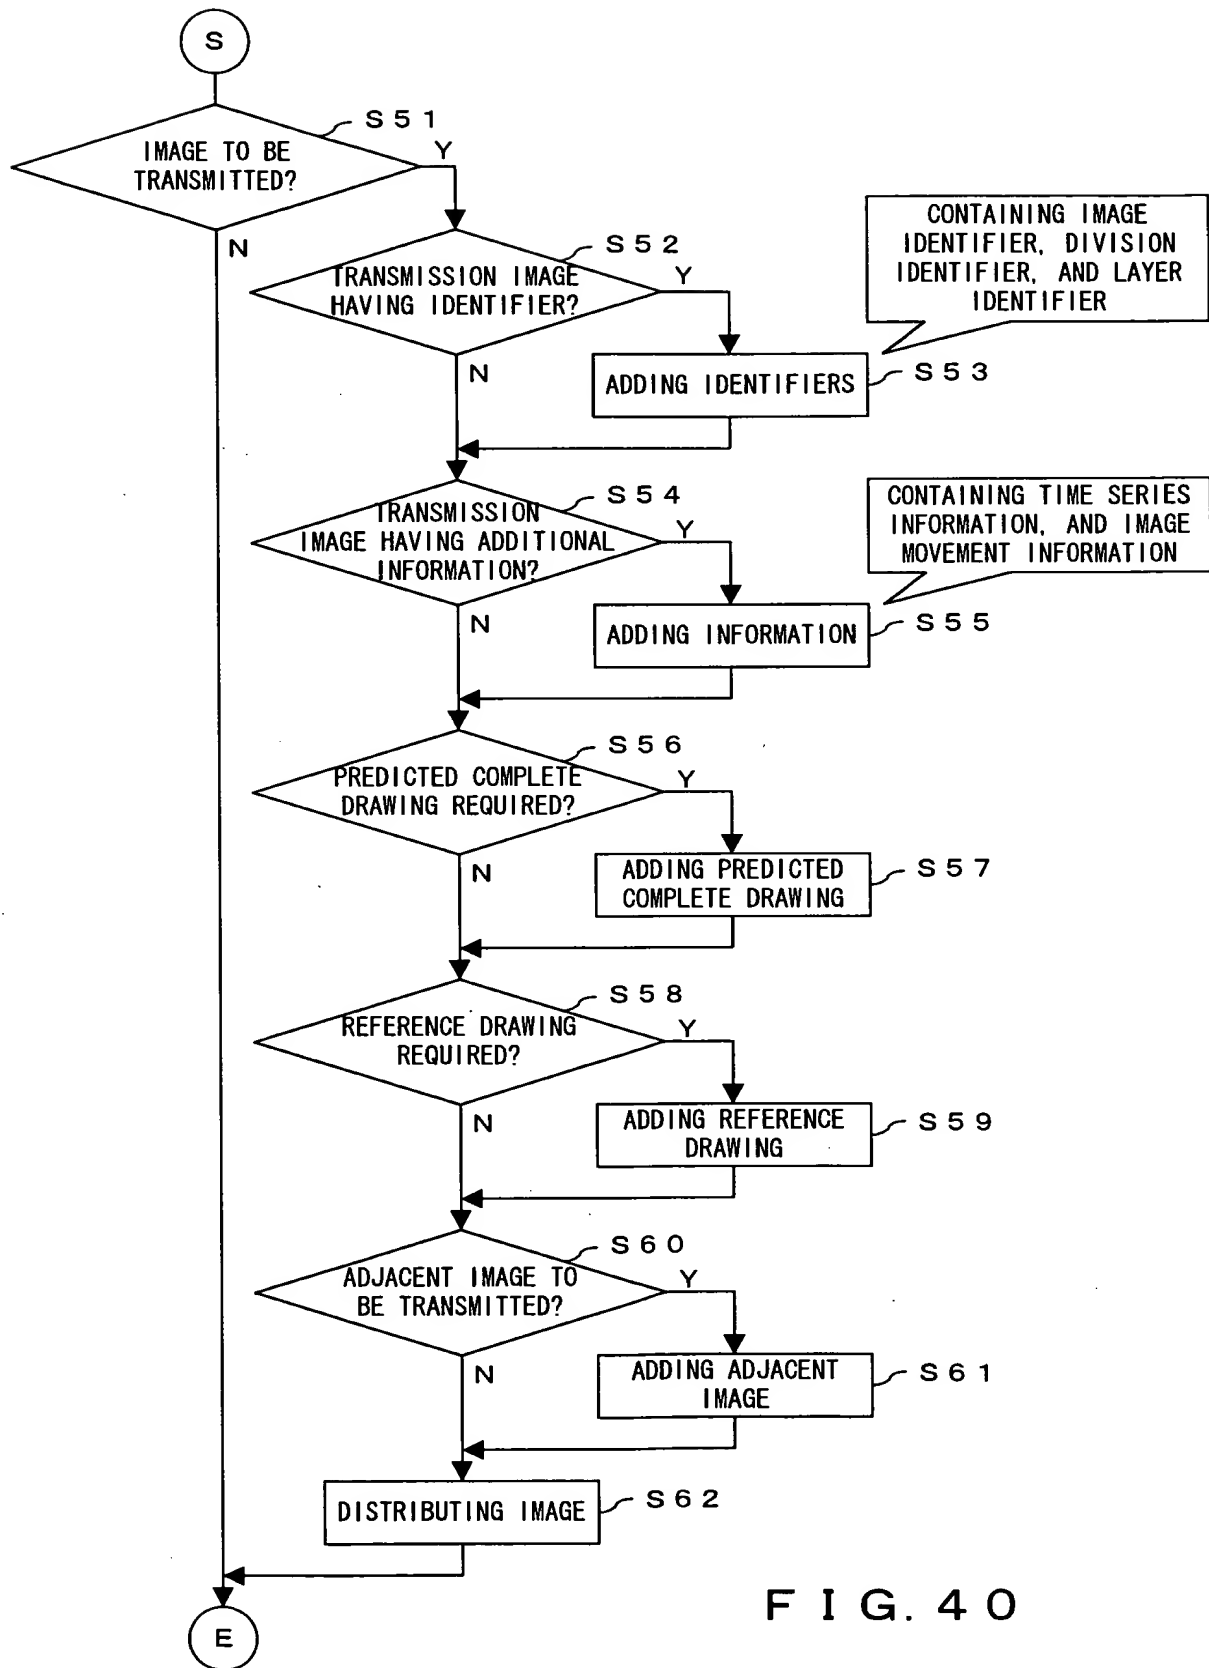 S
S51
IMAGE TO BE
TRANSMITTED?
Y
N
S52
TRANSMISSION IMAGE
HAVING IDENTIFIER?
Y
N
CONTAINING IMAGE
IDENTIFIER, DIVISION
IDENTIFIER, AND LAYER
IDENTIFIER
ADDING IDENTIFIERS
S53
S54
TRANSMISSION
IMAGE HAVING ADDITIONAL
INFORMATION?
Y
N
CONTAINING TIME SERIES
INFORMATION, AND IMAGE
MOVEMENT INFORMATION
ADDING INFORMATION
S55
S56
PREDICTED COMPLETE
DRAWING REQUIRED?
Y
N
ADDING PREDICTED
COMPLETE DRAWING
S57
S58
REFERENCE DRAWING
REQUIRED?
Y
N
ADDING REFERENCE
DRAWING
S59
S60
ADJACENT IMAGE TO
BE TRANSMITTED?
Y
N
ADDING ADJACENT
IMAGE
S61
DISTRIBUTING IMAGE
S62
E
FIG. 40